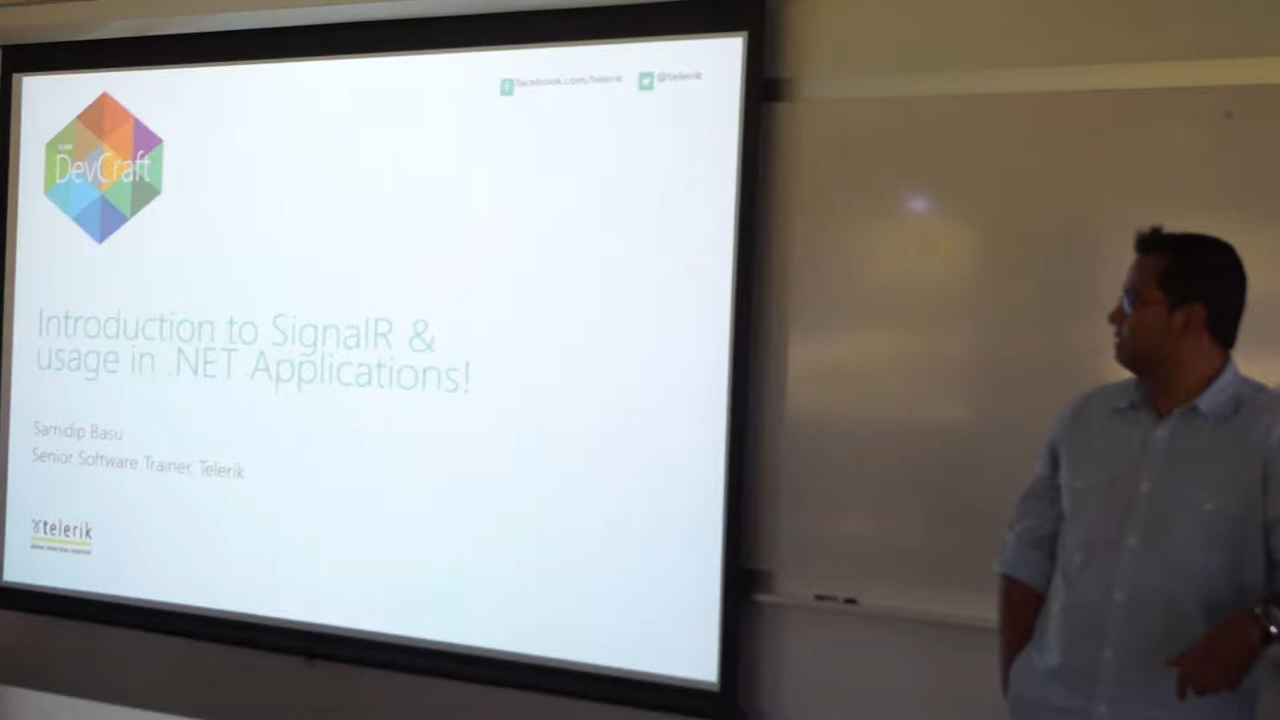 facebook.com/telerik
@telerik
DevCraft
Introduction to SignalR &
usage in .NET Applications!
Samidip Basu
Senior Software Trainer, Telerik
telerik